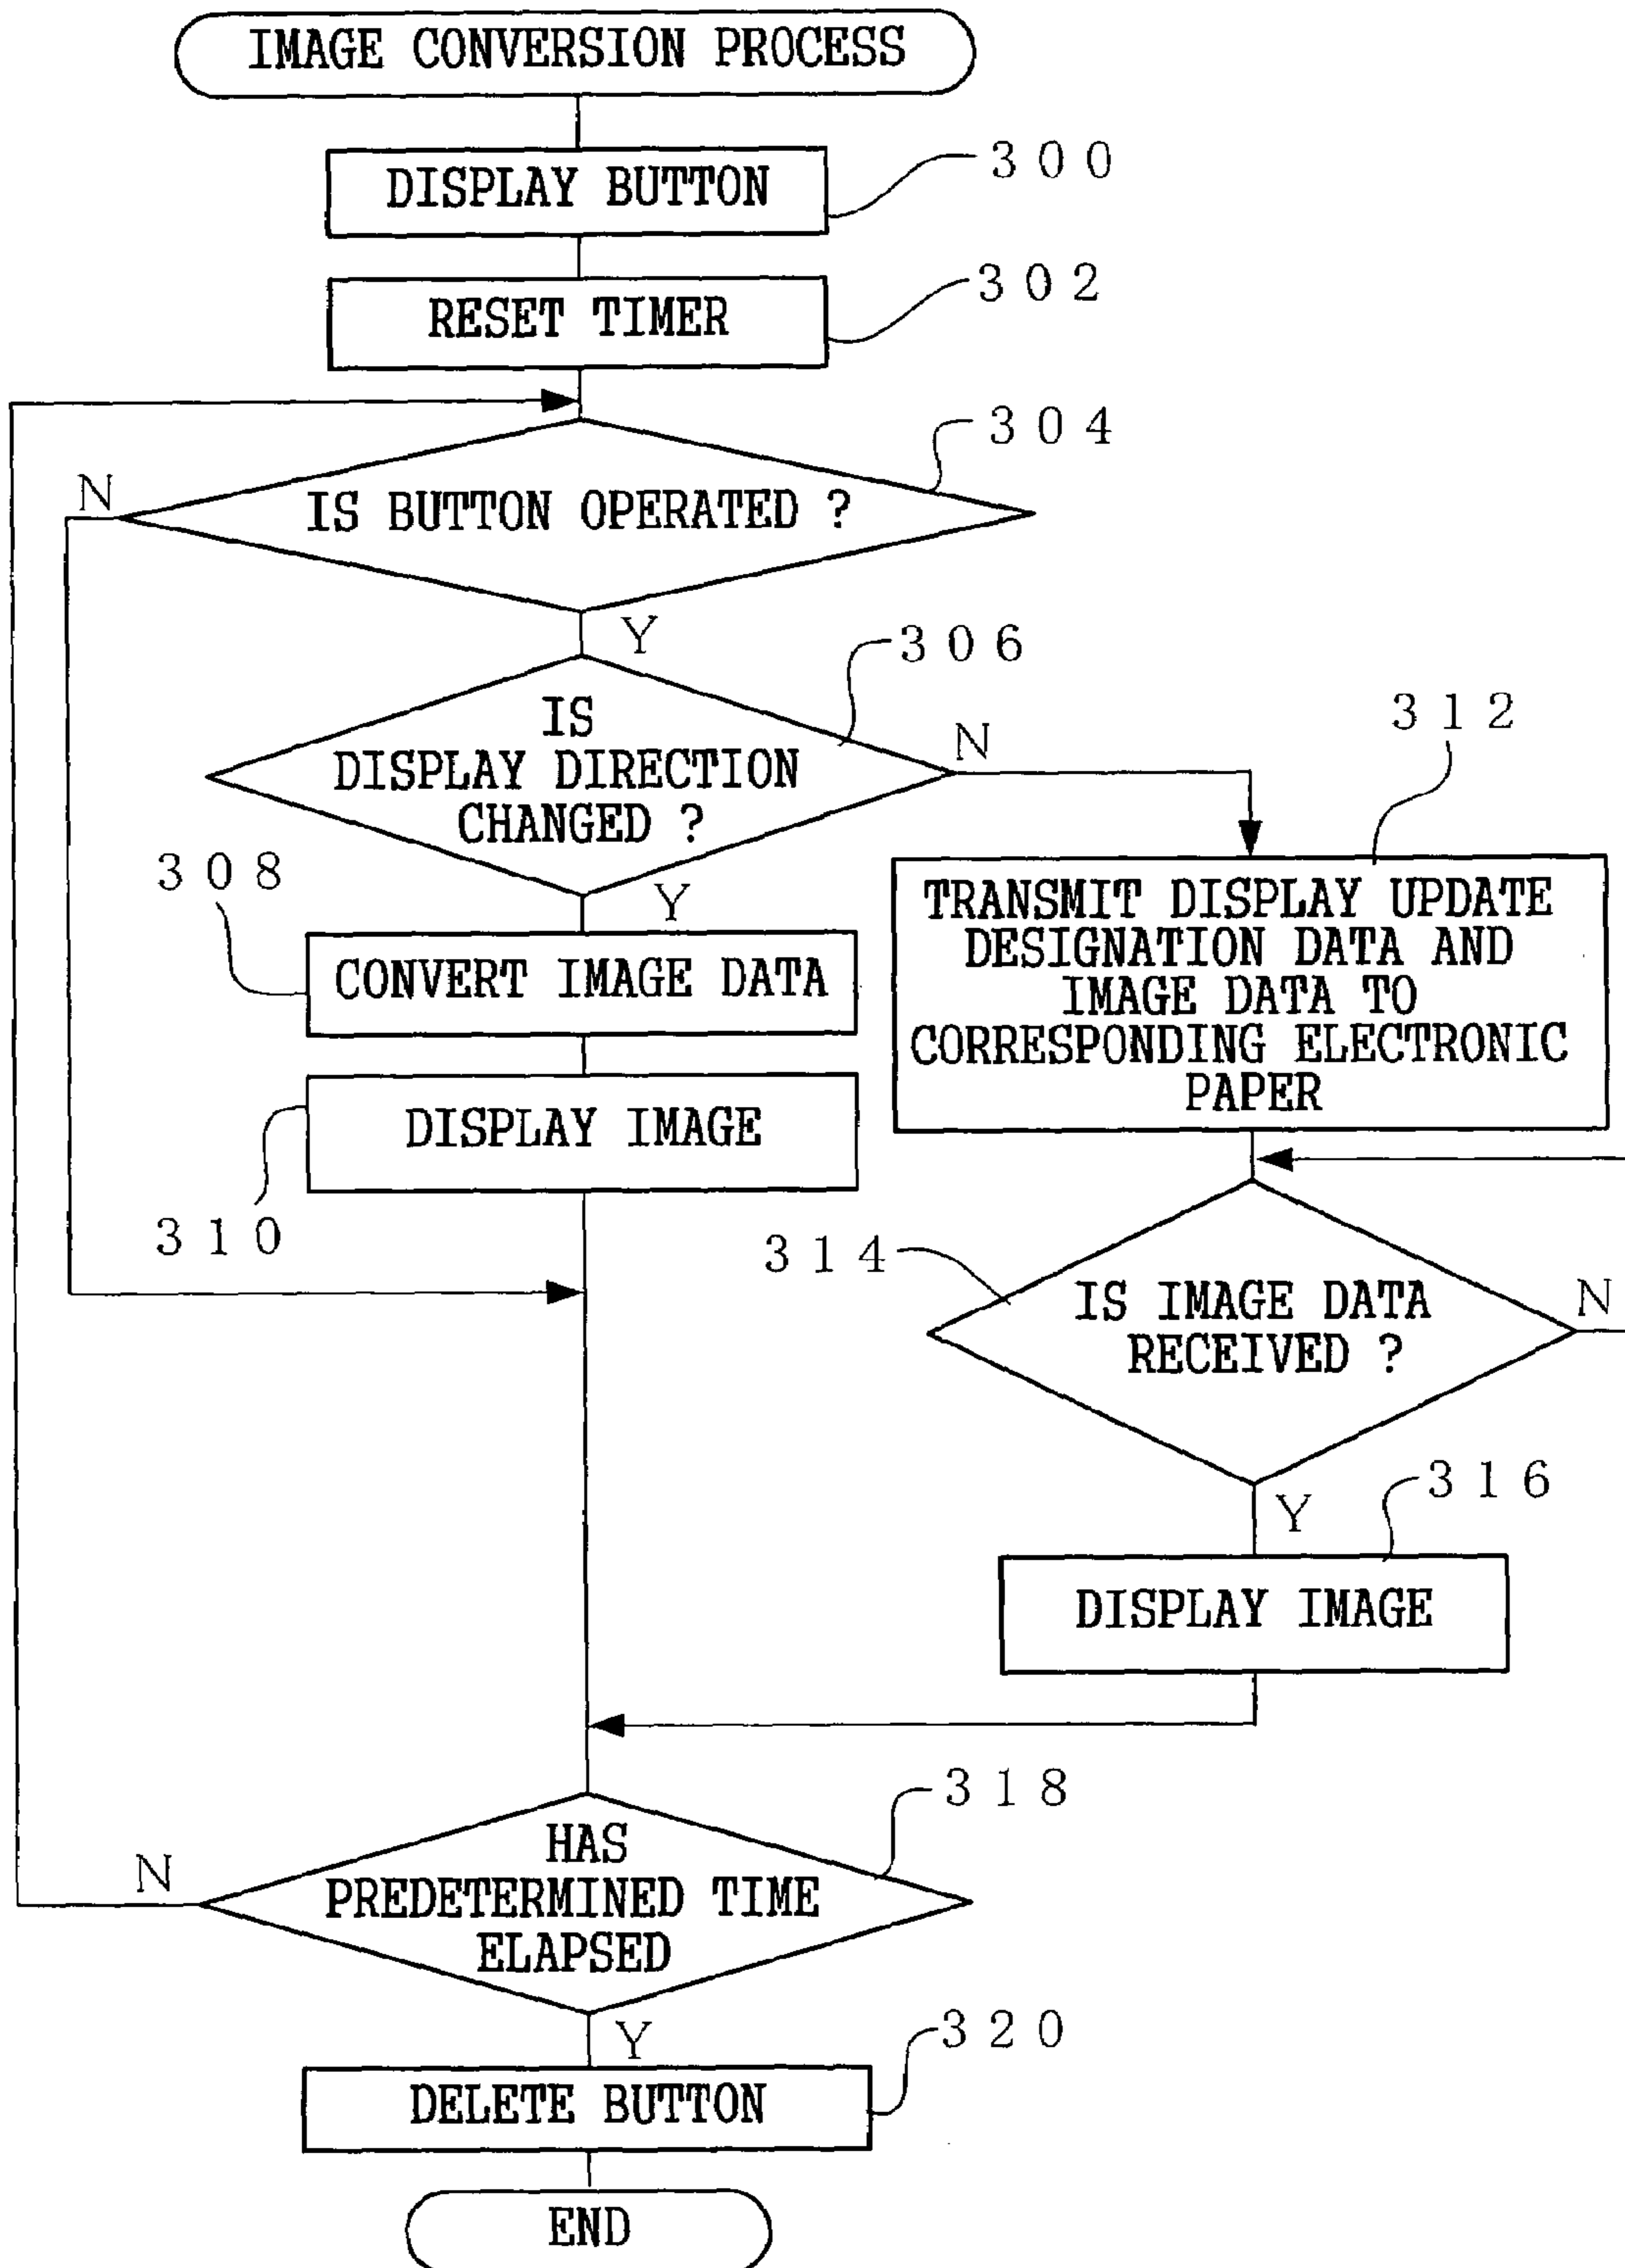 IMAGE CONVERSION PROCESS
DISPLAY BUTTON
300
RESET TIMER
302
304
N
IS BUTTON OPERATED ?
Y
306
IS
DISPLAY DIRECTION
CHANGED ?
N
312
308
Y
CONVERT IMAGE DATA
TRANSMIT DISPLAY UPDATE
DESIGNATION DATA AND
IMAGE DATA TO
CORRESPONDING ELECTRONIC
PAPER
DISPLAY IMAGE
310
314
IS IMAGE DATA
RECEIVED ?
N
Y
316
DISPLAY IMAGE
318
HAS
PREDETERMINED TIME
ELAPSED
N
Y
320
DELETE BUTTON
END